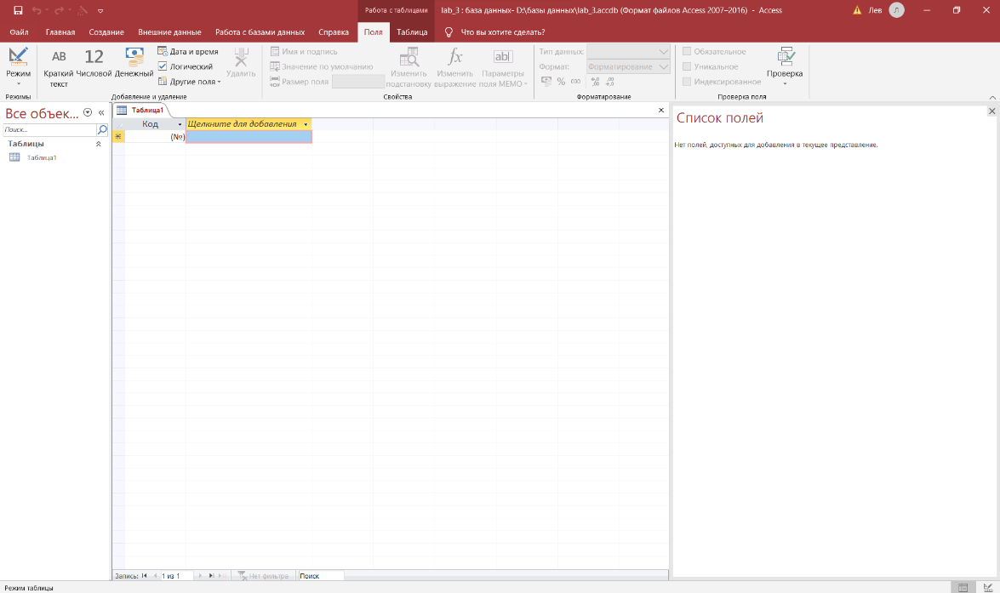 Работа с таблицами
lab_3 : база данных- D:\базы данных\lab_3.accdb (Формат файлов Access 2007–2016) - Access
Лев
Л
Файл
Главная
Создание
Внешние данные
Работа с базами данных
Справка
Поля
Таблица
Что вы хотите сделать?
Режим
Режимы
AB
Краткий
текст
12
Числовой
Денежный
Дата и время
Логический
Другие поля
Удалить
Добавление и удаление
Имя и подпись
Значение по умолчанию
Размер поля
Изменить
подстановку
fx
Изменить
выражение
ab|
Параметры
поля МЕМО
Свойства
Тип данных:
Формат:
Форматирование
% 000
Форматирование
Обязательное
Уникальное
Индексированное
Проверка
Проверка поля
Все объек...
Поиск...
Таблицы
Таблица1
Таблица1
Код
Щелкните для добавления
(№)
Список полей
Нет полей, доступных для добавления в текущее представление.
Запись:
1 из 1
Нет фильтра
Поиск
Режим таблицы